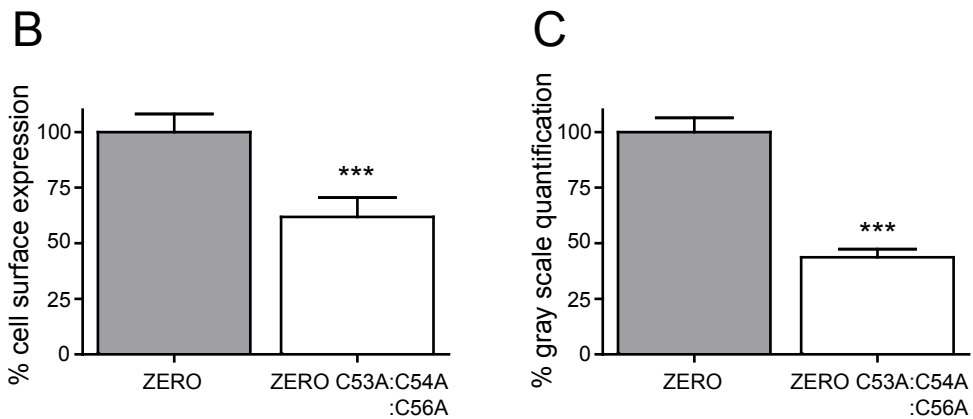 B
% cell surface expression
100
75
50
25
0
***
ZERO
ZERO C53A:C54A
:C56A
C
% gray scale quantification
100
75
50
25
0
***
ZERO
ZERO C53A:C54A
:C56A